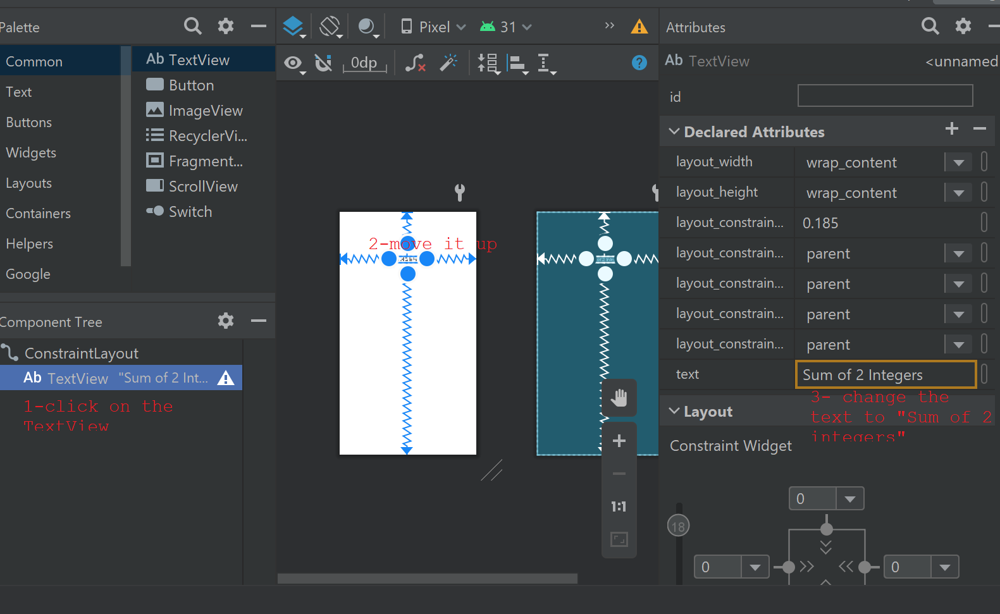 Palette
Common
Text
Buttons
Widgets
Layouts
Containers
Helpers
Google
Ab TextView
Button
ImageView
RecyclerVi...
Fragment...
ScrollView
Switch
Component Tree
ConstraintLayout
Ab TextView "Sum of 2 Int...
1-click on the
TextView
Pixel
31
0dp
?
2-move it up
1:1
Attributes
Ab TextView <unnamed
id
Declared Attributes
layout_width wrap_content
layout_height wrap_content
layout_constrain... 0.185
layout_constrain... parent
layout_constrain... parent
layout_constrain... parent
layout_constrain... parent
text Sum of 2 Integers
3- change the
text to "Sum of 2
integers"
Layout
Constraint Widget
0
18
0
0